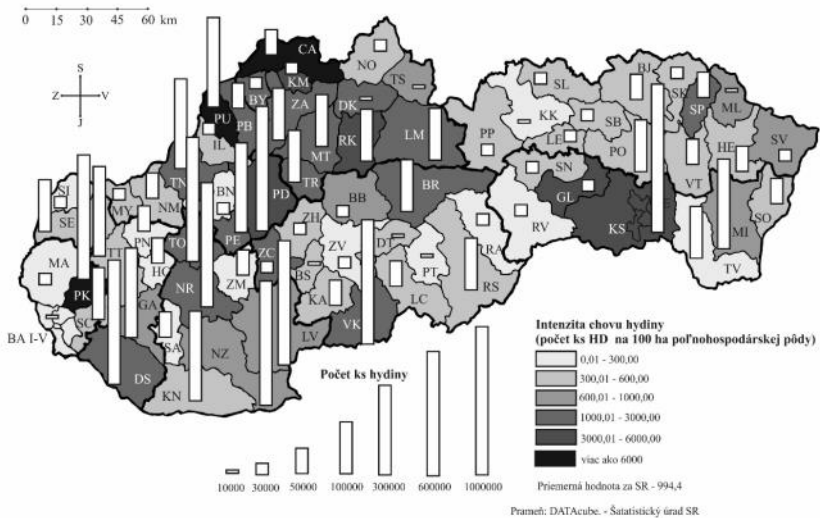 0 15 30 45 60 km
S
Z V
J
CA
NO
KM
TS
BY
ZA
DK
PU
PB
IL
MT
RK
LM
TN
TR
BN
PD
BR
SI
SE
MY
NM
PE
BB
ZH
PN
TO
ZC
ZV
DT
MA
TT
HC
BS
PT
RA
PK
NR
ZM
KA
RS
SC
GA
LC
BA I-V
SA
VK
LV
DS
NZ
KN
SL
BJ
SK
KK
SP
ML
SB
LE
PP
PO
HE
SV
VT
SN
GL
SO
RV
KS
MI
TV
Počet ks hydiny
10000 30000 50000 100000 300000 600000 1000000
Intenzita chovu hydiny
(počet ks HD na 100 ha poľnohospodárskej pôdy)
0,01 - 300,00
300,01 - 600,00
600,01 - 1000,00
1000,01 - 3000,00
3000,01 - 6000,00
viac ako 6000
Priemerná hodnota za SR - 994,4
Prameň: DATAcube. - Šatatistický úrad SR